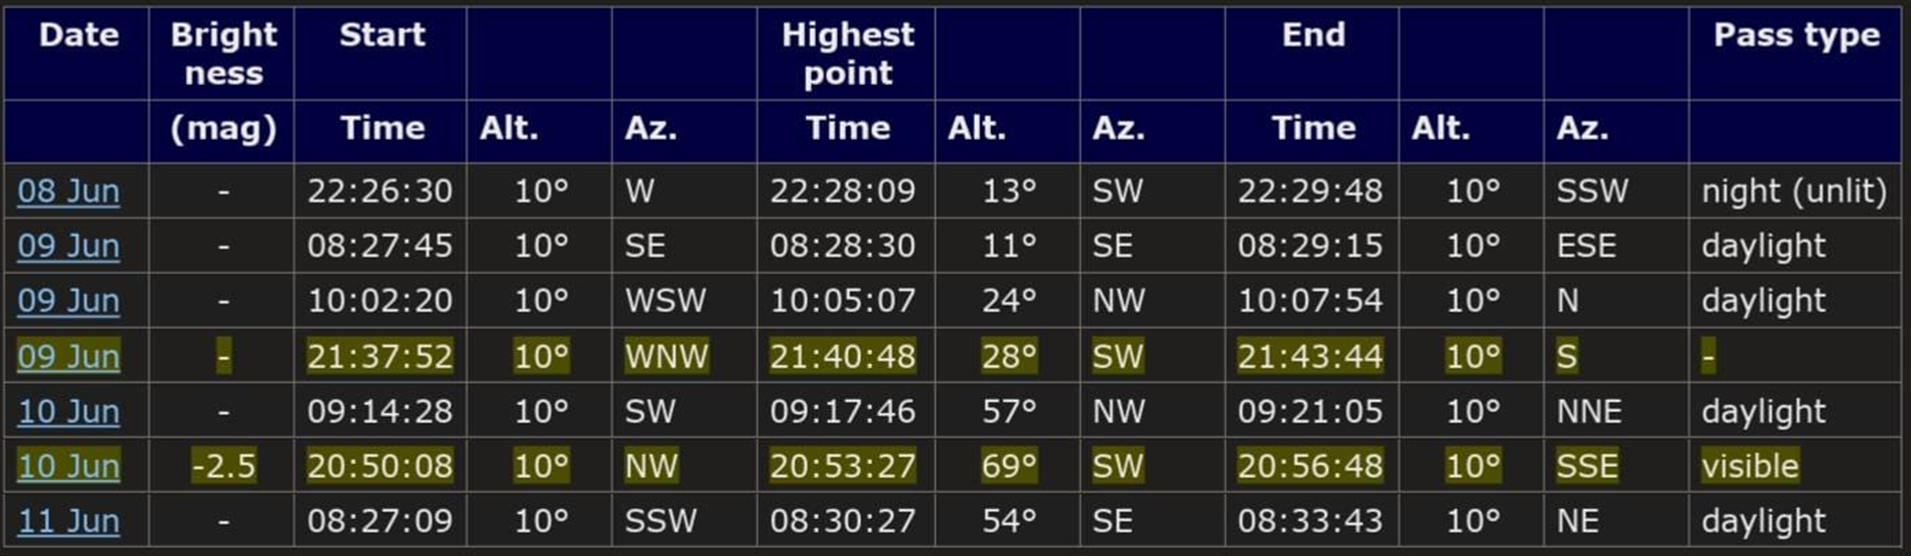 Date Bright ness Start Highest point End Pass type
(mag) Time Alt. Az. Time Alt. Az. Time Alt. Az.
08 Jun - 22:26:30 10° W 22:28:09 13° SW 22:29:48 10° SSW night (unlit)
09 Jun - 08:27:45 10° SE 08:28:30 11° SE 08:29:15 10° ESE daylight
09 Jun - 10:02:20 10° WSW 10:05:07 24° NW 10:07:54 10° N daylight
09 Jun - 21:37:52 10° WNW 21:40:48 28° SW 21:43:44 10° S -
10 Jun - 09:14:28 10° SW 09:17:46 57° NW 09:21:05 10° NNE daylight
10 Jun -2.5 20:50:08 10° NW 20:53:27 69° SW 20:56:48 10° SSE visible
11 Jun - 08:27:09 10° SSW 08:30:27 54° SE 08:33:43 10° NE daylight